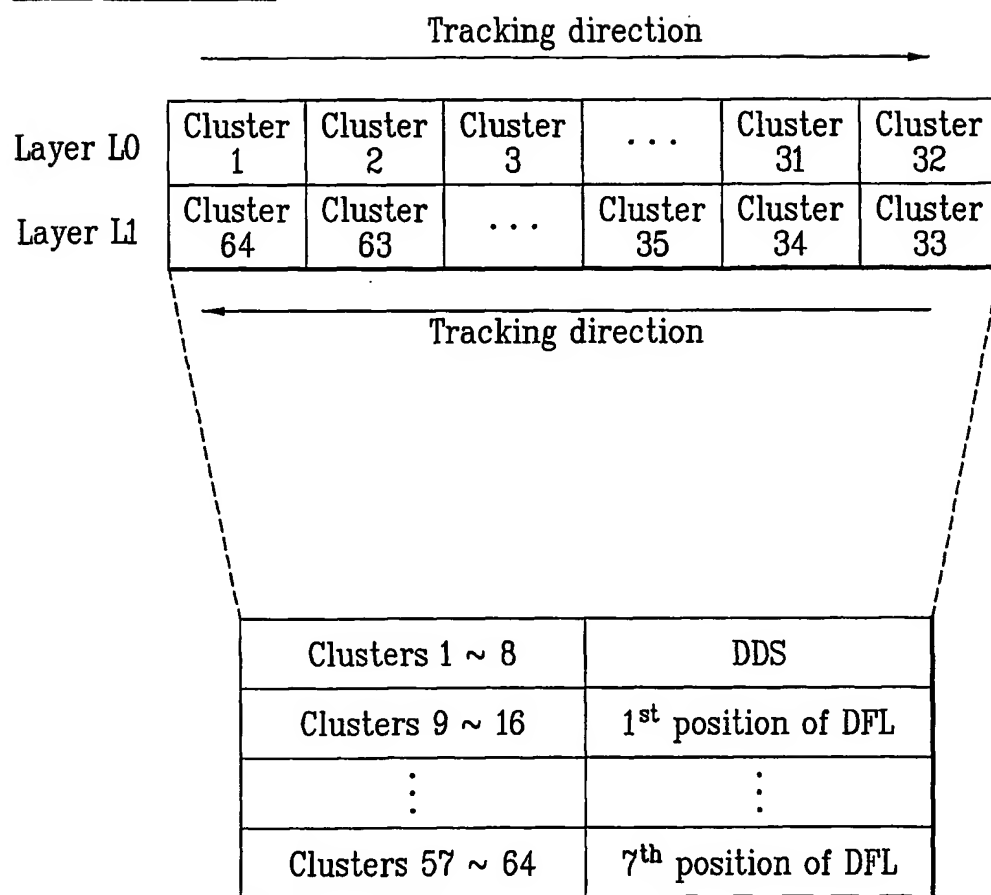 Tracking direction
Layer L0 Cluster 1 Cluster 2 Cluster 3 ... Cluster 31 Cluster 32
Layer L1 Cluster 64 Cluster 63 ... Cluster 35 Cluster 34 Cluster 33
Tracking direction
Clusters 1 ~ 8 DDS
Clusters 9 ~ 16 1st position of DFL
⋮ ⋮
Clusters 57 ~ 64 7th position of DFL